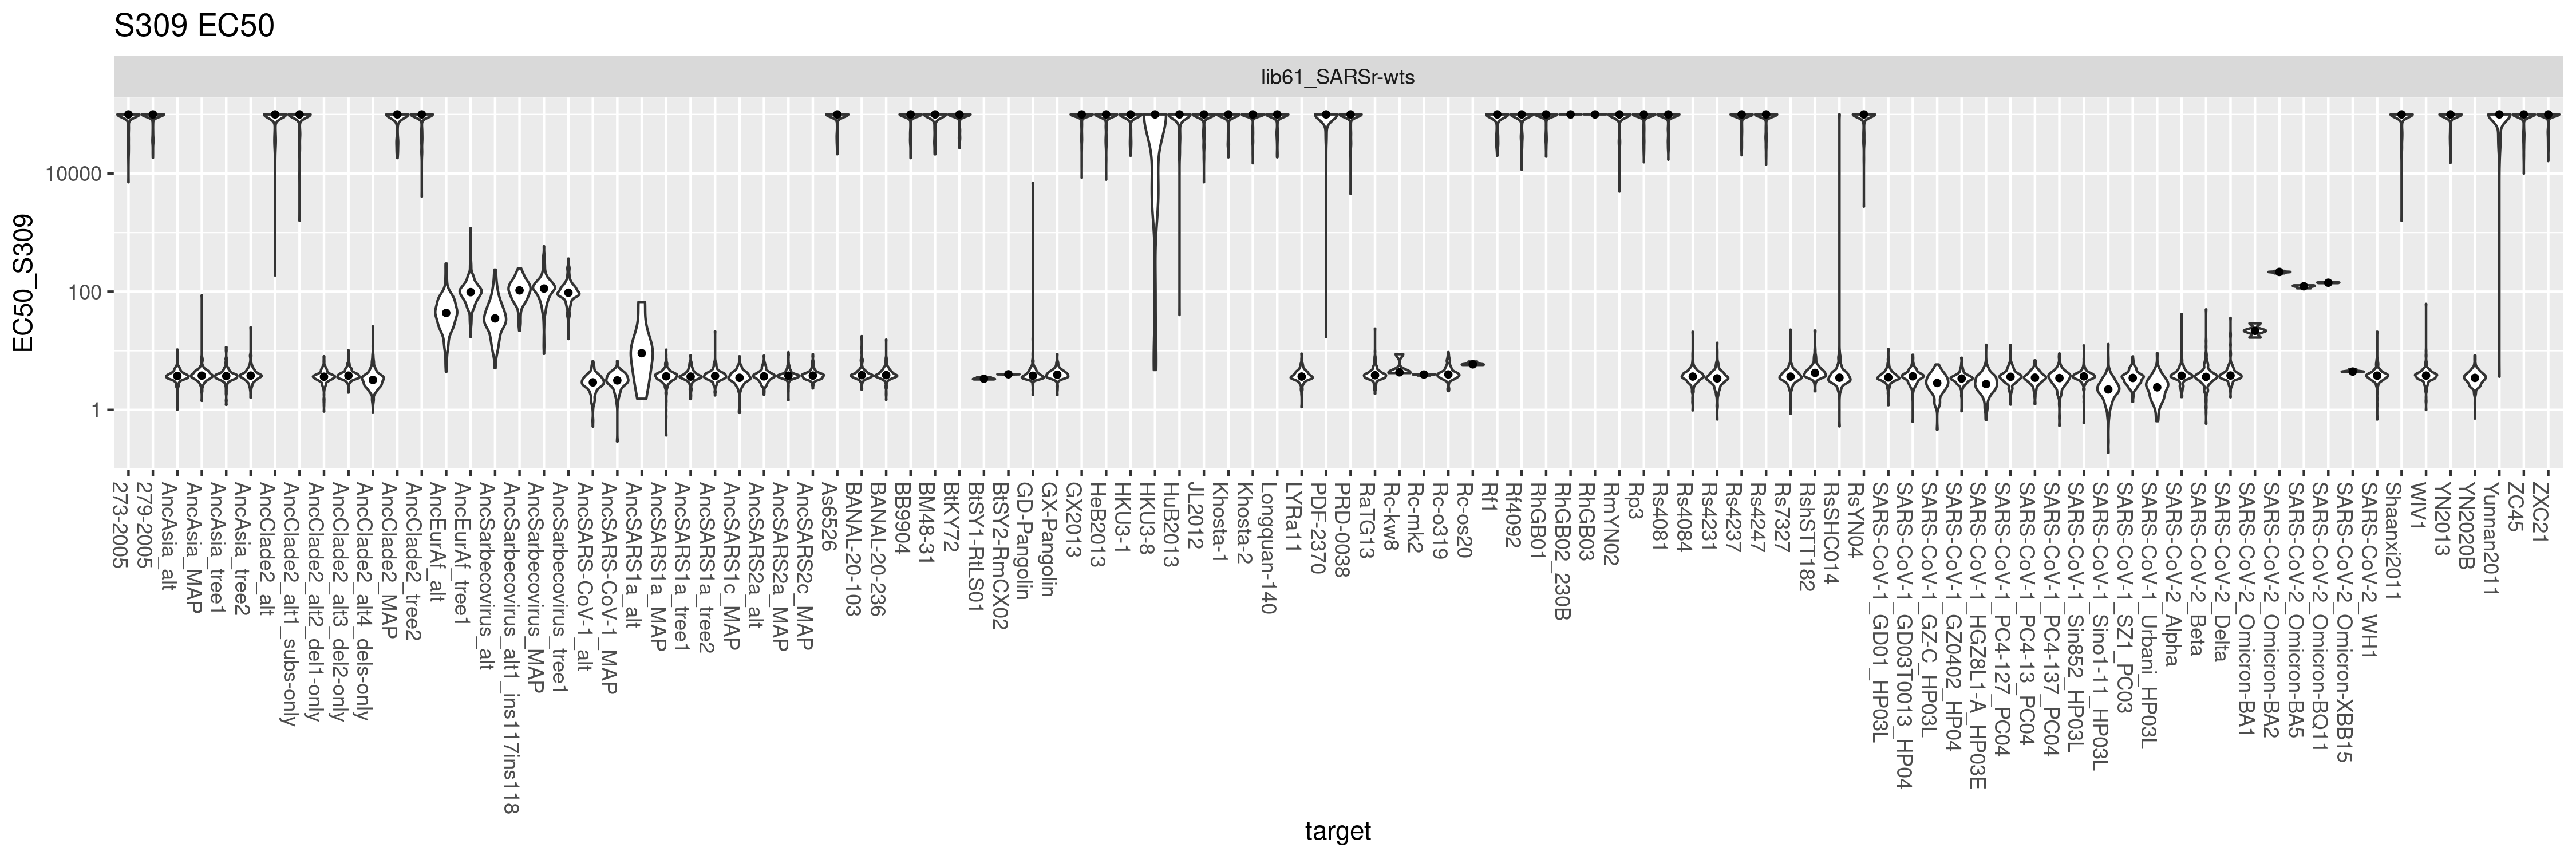 S309 EC50
lib61_SARSr-wts
EC50_S309
10000
100
1
273-2005
279-2005
AncAsia_alt
AncAsia_MAP
AncAsia_tree1
AncAsia_tree2
AncClade2_alt
AncClade2_alt1_subs-only
AncClade2_alt2_del1-only
AncClade2_alt3_del2-only
AncClade2_alt4_dels-only
AncClade2_MAP
AncClade2_tree2
AncEurAf_alt
AncEurAf_tree1
AncSarbecovirus_alt
AncSarbecovirus_alt1_ins117ins118
AncSarbecovirus_MAP
AncSarbecovirus_tree1
AncSARS-CoV-1_alt
AncSARS-CoV-1_MAP
AncSARS1a_alt
AncSARS1a_MAP
AncSARS1a_tree1
AncSARS1a_tree2
AncSARS1c_MAP
AncSARS2a_alt
AncSARS2a_MAP
AncSARS2c_MAP
As6526
BANAL-20-103
BANAL-20-236
BB9904
BM48-31
BtKY72
BtSY1-RtLS01
BtSY2-RmCX02
GD-Pangolin
GX-Pangolin
GX2013
HeB2013
HKU3-1
HKU3-8
HuB2013
JL2012
Khosta-1
Khosta-2
Longquan-140
LYRa11
PDF-2370
PRD-0038
RaTG13
Rc-kw8
Rc-mk2
Rc-o319
Rc-os20
Rf1
Rf4092
RhGB01
RhGB02_230B
RhGB03
RmYN02
Rp3
Rs4081
Rs4084
Rs4231
Rs4237
Rs4247
Rs7327
RshSTT182
RsSHC014
RsYN04
SARS-CoV-1_GD01_HP03L
SARS-CoV-1_GD03T0013_HP04
SARS-CoV-1_GZ-C_HP03L
SARS-CoV-1_GZ0402_HP04
SARS-CoV-1_HGZ8L1-A_HP03E
SARS-CoV-1_PC4-127_PC04
SARS-CoV-1_PC4-13_PC04
SARS-CoV-1_PC4-137_PC04
SARS-CoV-1_Sin852_HP03L
SARS-CoV-1_Sino1-11_HP03L
SARS-CoV-1_SZ1_PC03
SARS-CoV-1_Urbani_HP03L
SARS-CoV-2_Alpha
SARS-CoV-2_Beta
SARS-CoV-2_Delta
SARS-CoV-2_Omicron-BA1
SARS-CoV-2_Omicron-BA2
SARS-CoV-2_Omicron-BA5
SARS-CoV-2_Omicron-BQ11
SARS-CoV-2_Omicron-XBB15
SARS-CoV-2_WH1
Shaanxi2011
WIV1
YN2013
YN2020B
Yunnan2011
ZC45
ZXC21
target